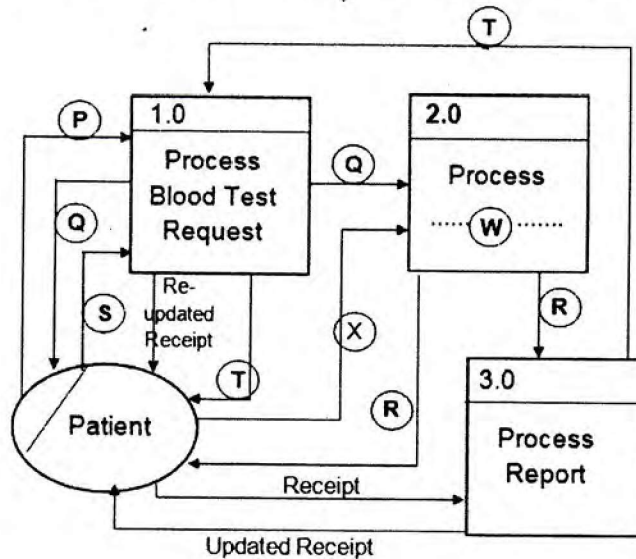 T
1.0
Process
Blood Test
Request
2.0
Process
............ W ............
P
Q
Q
S
Re-
updated
Receipt
T
X
R
R
3.0
Process
Report
Patient
Receipt
Updated Receipt